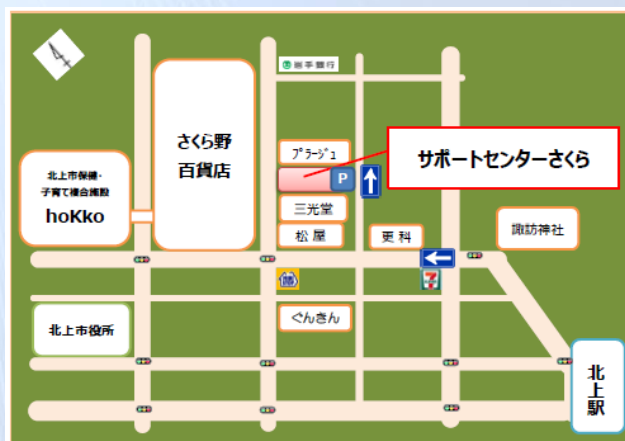 岩手銀行
さくら野
百貨店
プラージュ
P
サポートセンターさくら
北上市保健・
子育て複合施設
hoKko
三光堂
松屋
更科
諏訪神社
7
ぐんきん
北上市役所
北上駅